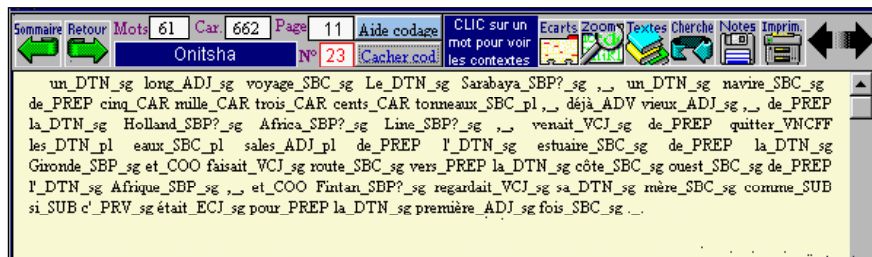 Sommaire Retour Mots 61 Car. 662 Page 11 Aide codage CLIC sur un mot pour voir les contextes Ecarts Zoom Textes Cherche Notes Imprim.
Onitsha N° 23 Cacher cod
un_DTN_sg long_ADJ_sg voyage_SBC_sg Le_DTN_sg Sarabaya_SBP?_sg ,_, un_DTN_sg navire_SBC_sg
de_PREP cinq_CAR mille_CAR trois_CAR cents_CAR tonneaux_SBC_pl ,_, déjà_ADV vieux_ADJ_sg ,_, de_PREP
la_DTN_sg Holland_SBP?_sg Africa_SBP?_sg Line_SBP?_sg ,_, venait_VCJ_sg de_PREP quitter_VNCFF
les_DTN_pl eaux_SBC_pl sales_ADJ_pl de_PREP l'_DTN_sg estuaire_SBC_sg de_PREP la_DTN_sg
Gironde_SBP_sg et_COO faisait_VCJ_sg route_SBC_sg vers_PREP la_DTN_sg côte_SBC_sg ouest_SBC_sg de_PREP
l'_DTN_sg Afrique_SBP_sg ,_, et_COO Fintan_SBP?_sg regardait_VCJ_sg sa_DTN_sg mère_SBC_sg comme_SUB
si_SUB c'_PRV_sg était_ECJ_sg pour_PREP la_DTN_sg première_ADJ_sg fois_SBC_sg ._.